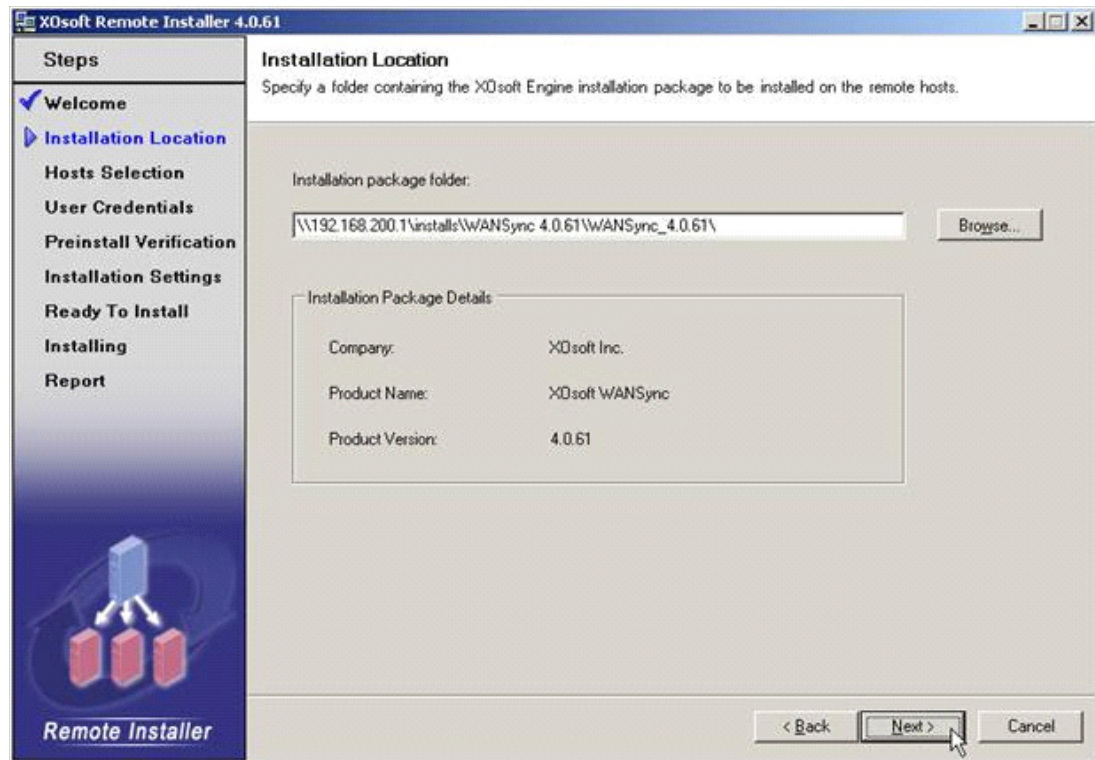 XOsoft Remote Installer 4.0.61
Steps
Welcome
Installation Location
Hosts Selection
User Credentials
Preinstall Verification
Installation Settings
Ready To Install
Installing
Report
Remote Installer
Installation Location
Specify a folder containing the XOsoft Engine installation package to be installed on the remote hosts.
Installation package folder:
\\192.168.200.1\installs\WANSync 4.0.61\WANSync_4.0.61\
Browse...
Installation Package Details
Company: XOsoft Inc.
Product Name: XOsoft WANSync
Product Version: 4.0.61
< Back Next > Cancel